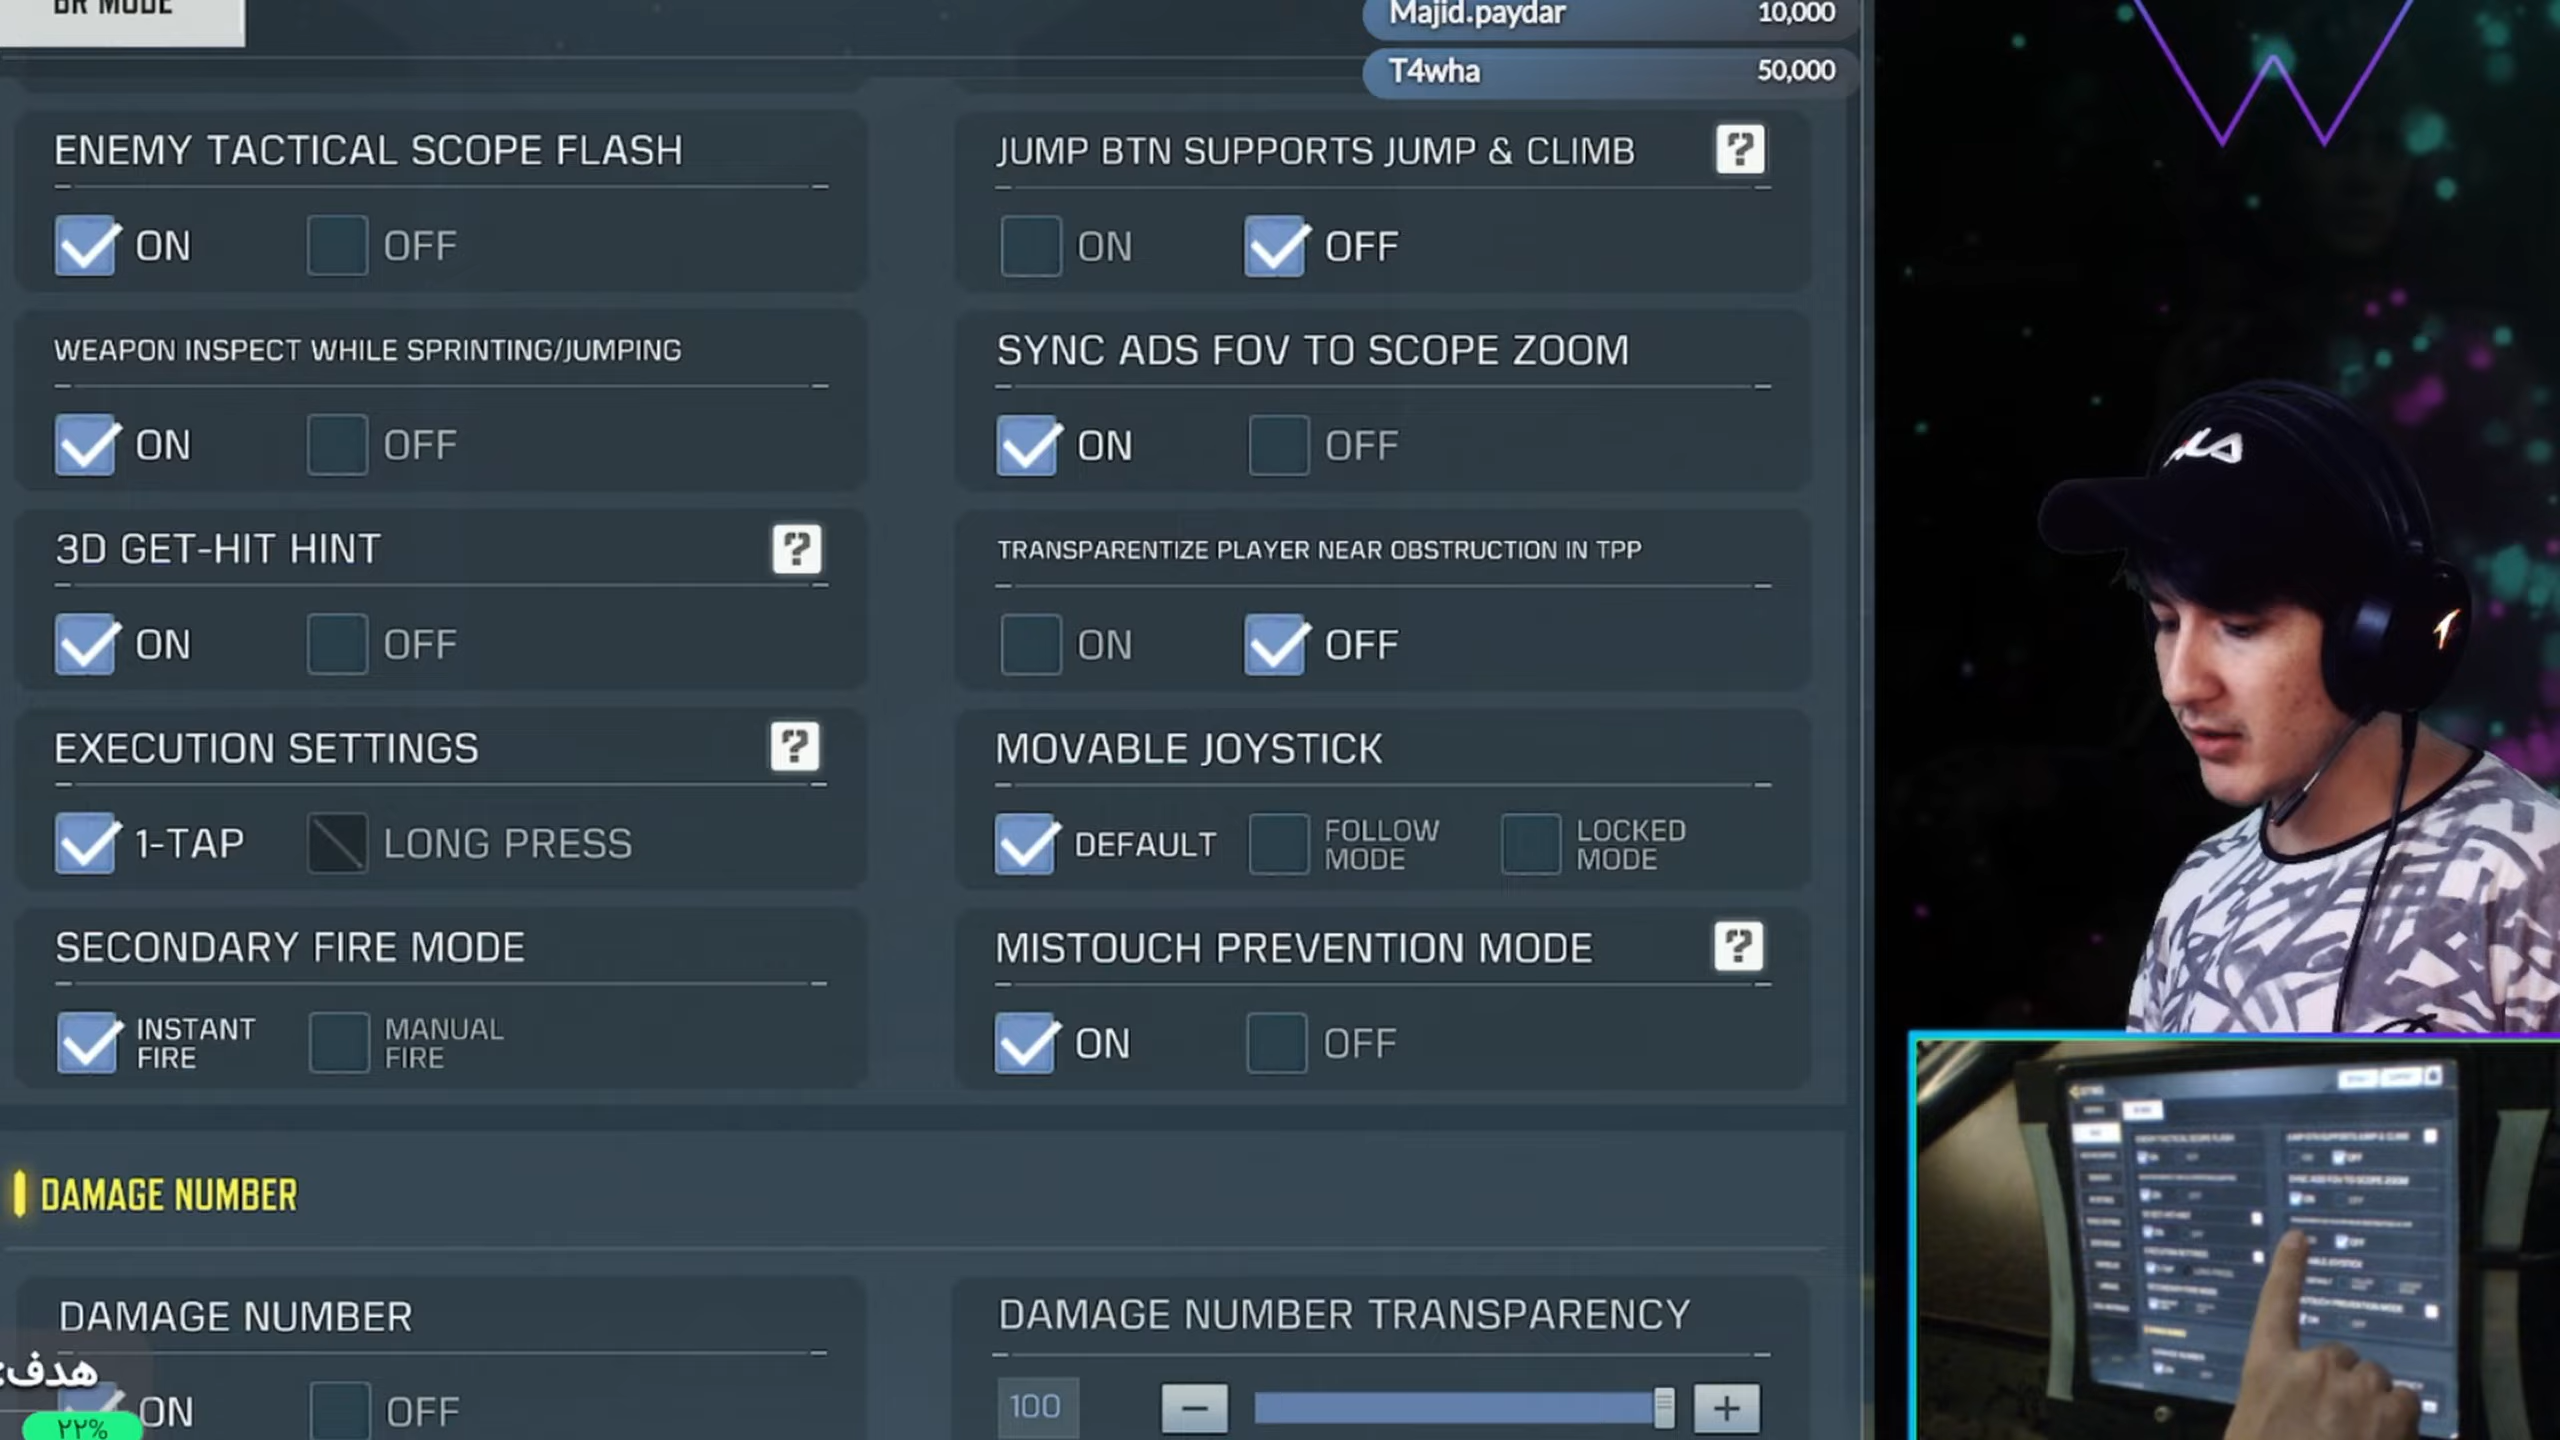 BR MODE
Majid.paydar 10,000
T4wha 50,000
ENEMY TACTICAL SCOPE FLASH
ON OFF
JUMP BTN SUPPORTS JUMP & CLIMB ?
ON OFF
WEAPON INSPECT WHILE SPRINTING/JUMPING
ON OFF
SYNC ADS FOV TO SCOPE ZOOM
ON OFF
3D GET-HIT HINT ?
ON OFF
TRANSPARENTIZE PLAYER NEAR OBSTRUCTION IN TPP
ON OFF
EXECUTION SETTINGS ?
1-TAP LONG PRESS
MOVABLE JOYSTICK
DEFAULT FOLLOW MODE LOCKED MODE
SECONDARY FIRE MODE
INSTANT FIRE MANUAL FIRE
MISTOUCH PREVENTION MODE ?
ON OFF
DAMAGE NUMBER
DAMAGE NUMBER
ON OFF
DAMAGE NUMBER TRANSPARENCY
100 − +
هدف:
۲۲%